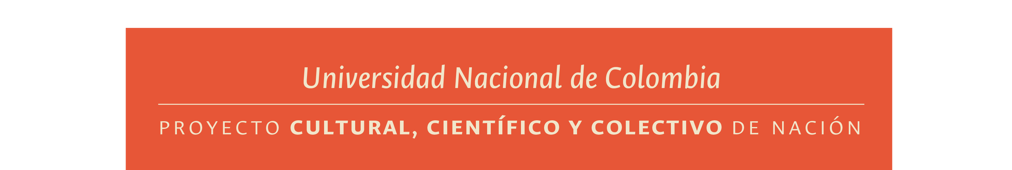 Universidad Nacional de Colombia
PROYECTO CULTURAL, CIENTÍFICO Y COLECTIVO DE NACIÓN